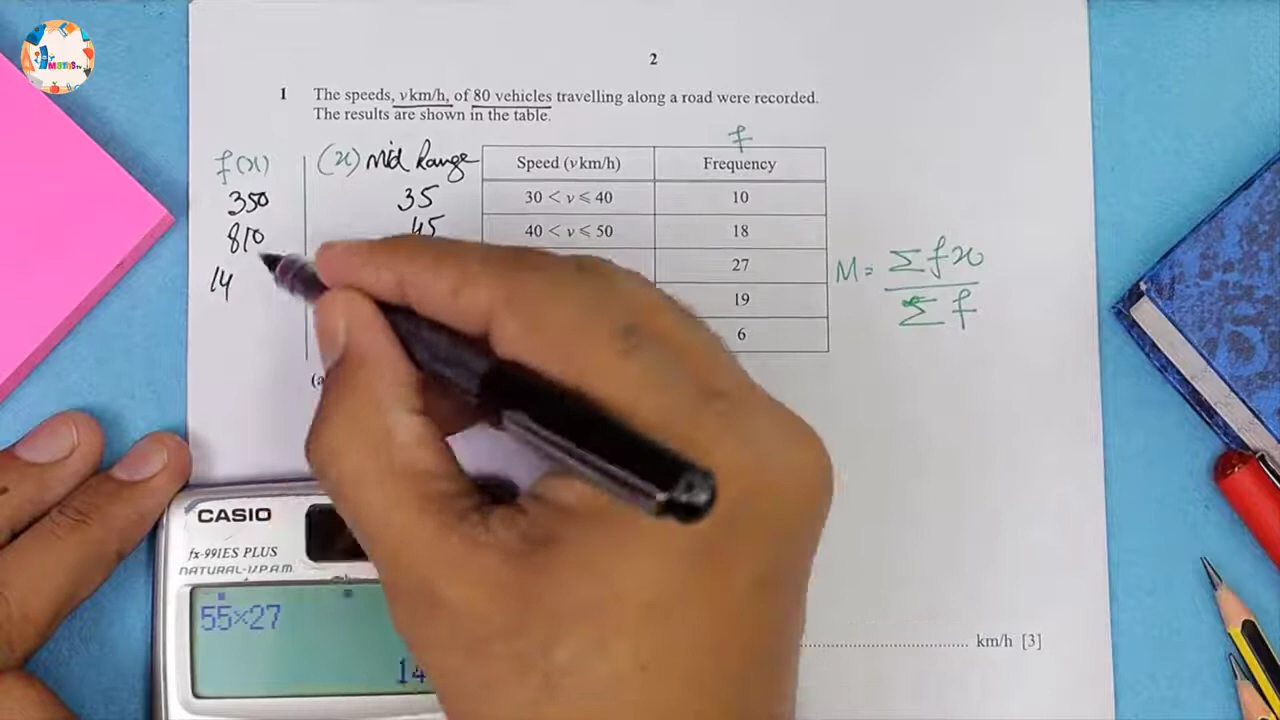 MATHS TV
2
1 The speeds, v km/h, of 80 vehicles travelling along a road were recorded.
The results are shown in the table.
f
f(x) (x) Mid Range Speed (v km/h) Frequency
350 35 30 < v ⩽ 40 10
810 45 40 < v ⩽ 50 18
14 27
19
6
M = Σfx / Σf
(a
CASIO
fx-991ES PLUS
NATURAL-V.P.A.M.
55×27
14
km/h [3]